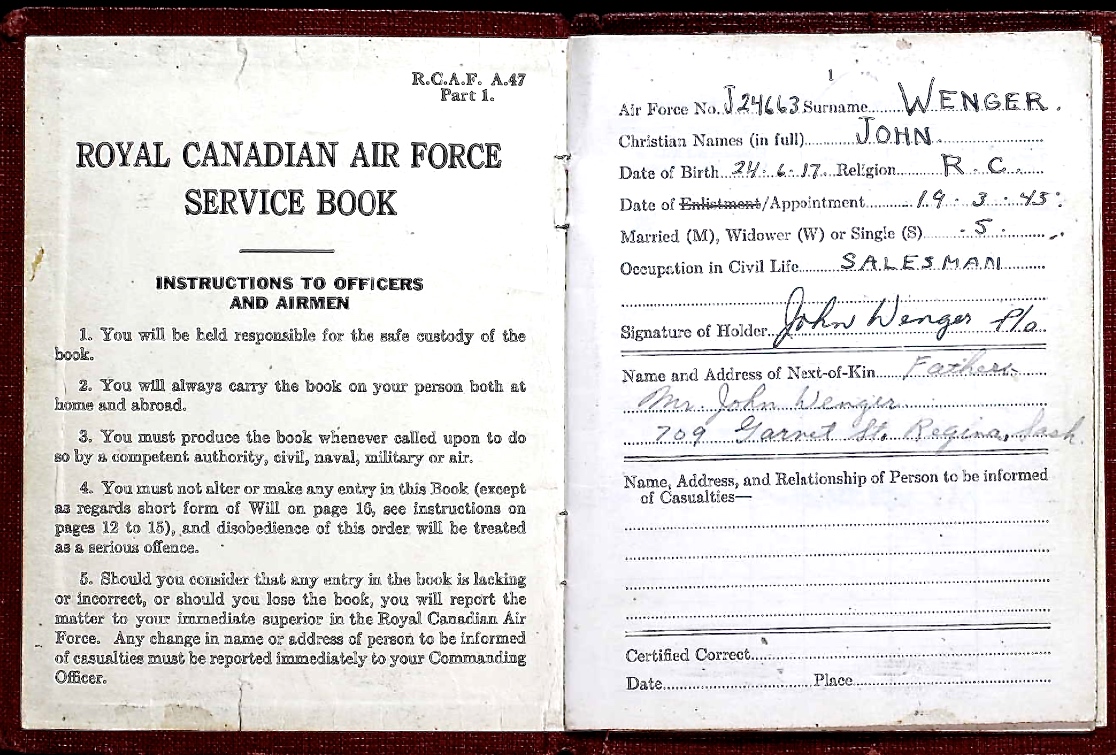 R.C.A.F. A.47
Part 1.
ROYAL CANADIAN AIR FORCE
SERVICE BOOK
INSTRUCTIONS TO OFFICERS
AND AIRMEN
1. You will be held responsible for the safe custody of the
book.
2. You will always carry the book on your person both at
home and abroad.
3. You must produce the book whenever called upon to do
so by a competent authority, civil, naval, military or air.
4. You must not alter or make any entry in this Book (except
as regards short form of Will on page 16, see instructions on
pages 12 to 15), and disobedience of this order will be treated
as a serious offence.
5. Should you consider that any entry in the book is lacking
or incorrect, or should you lose the book, you will report the
matter to your immediate superior in the Royal Canadian Air
Force. Any change in name or address of person to be informed
of casualties must be reported immediately to your Commanding
Officer.
1
Air Force No. J24663 Surname WENGER.
Christian Names (in full) JOHN
Date of Birth 24.6.17. Religion R.C.
Date of Enlistment/Appointment 19.3.43
Married (M), Widower (W) or Single (S) S.
Occupation in Civil Life SALESMAN
Signature of Holder John Wenger P/o
Name and Address of Next-of-Kin Father
Mr. John Wenger
709 Garnet St. Regina, Sask.
Name, Address, and Relationship of Person to be informed
of Casualties—
Certified Correct
Date Place